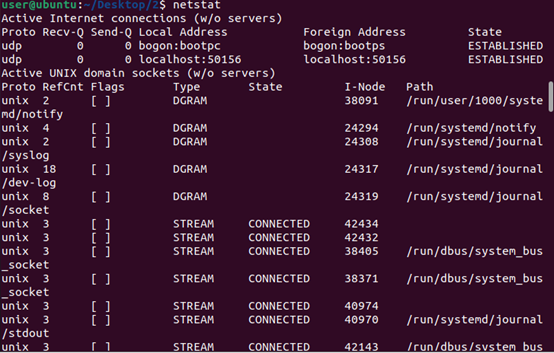 user@ubuntu:~/Desktop/2$ netstat
Active Internet connections (w/o servers)
Proto Recv-Q Send-Q Local Address           Foreign Address         State
udp        0      0 bogon:bootpc            bogon:bootps            ESTABLISHED
udp        0      0 localhost:50156         localhost:50156         ESTABLISHED
Active UNIX domain sockets (w/o servers)
Proto RefCnt Flags       Type       State         I-Node   Path
unix  2      [ ]         DGRAM                    38091    /run/user/1000/syste
md/notify
unix  4      [ ]         DGRAM                    24294    /run/systemd/notify
unix  2      [ ]         DGRAM                    24308    /run/systemd/journal
/syslog
unix  18     [ ]         DGRAM                    24317    /run/systemd/journal
/dev-log
unix  8      [ ]         DGRAM                    24319    /run/systemd/journal
/socket
unix  3      [ ]         STREAM     CONNECTED     42434
unix  3      [ ]         STREAM     CONNECTED     42432
unix  3      [ ]         STREAM     CONNECTED     38405    /run/dbus/system_bus
_socket
unix  3      [ ]         STREAM     CONNECTED     38371    /run/dbus/system_bus
_socket
unix  3      [ ]         STREAM     CONNECTED     40974
unix  3      [ ]         STREAM     CONNECTED     40970    /run/systemd/journal
/stdout
unix  3      [ ]         STREAM     CONNECTED     42143    /run/dbus/system_bus